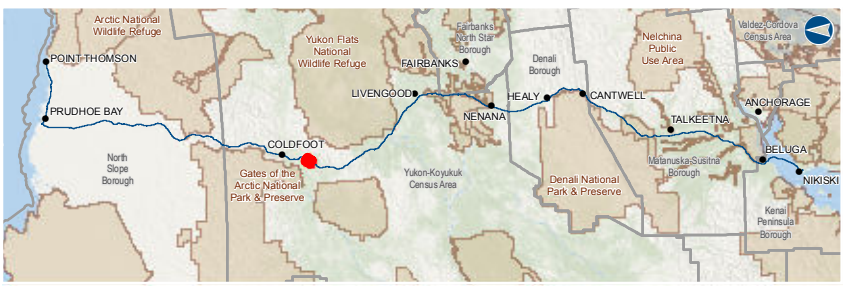 Arctic National
Wildlife Refuge
POINT THOMSON
PRUDHOE BAY
North
Slope
Borough
COLDFOOT
Gates of the
Arctic National
Park & Preserve
Yukon Flats
National
Wildlife Refuge
LIVENGOOD
FAIRBANKS
Fairbanks
North Star
Borough
NENANA
Yukon-Koyukuk
Census Area
HEALY
Denali
Borough
CANTWELL
Denali National
Park & Preserve
Nelchina
Public
Use Area
TALKEETNA
Matanuska-Susitna
Borough
Valdez-Cordova
Census Area
ANCHORAGE
BELUGA
NIKISKI
Kenai
Peninsula
Borough